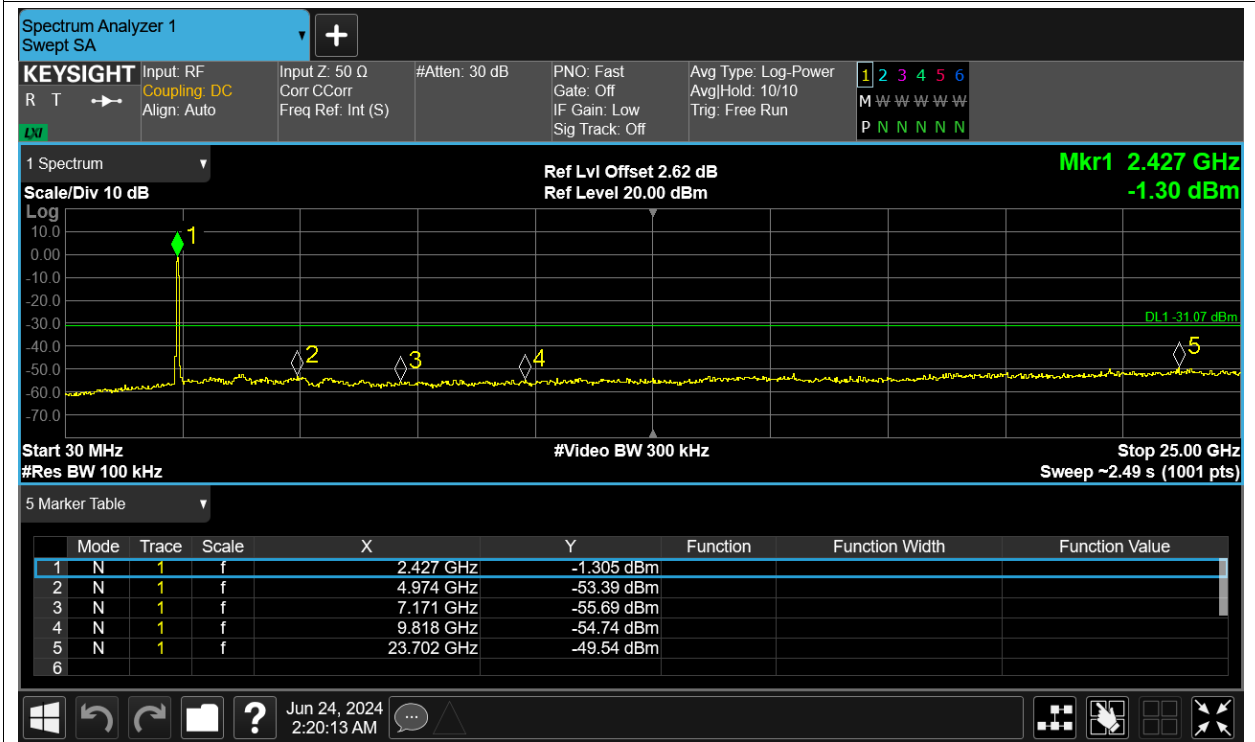 Spectrum Analyzer 1
Swept SA
KEYSIGHT
R T
LXI
Input: RF
Coupling: DC
Align: Auto
Input Z: 50 Ω
Corr CCorr
Freq Ref: Int (S)
#Atten: 30 dB
PNO: Fast
Gate: Off
IF Gain: Low
Sig Track: Off
Avg Type: Log-Power
Avg|Hold: 10/10
Trig: Free Run
1 2 3 4 5 6
M W W W W W
P N N N N N
1 Spectrum
Scale/Div 10 dB
Ref Lvl Offset 2.62 dB
Ref Level 20.00 dBm
Mkr1 2.427 GHz
-1.30 dBm
Log
10.0
0.00
-10.0
-20.0
-30.0
-40.0
-50.0
-60.0
-70.0
1
2
3
4
5
DL1 -31.07 dBm
Start 30 MHz
#Res BW 100 kHz
#Video BW 300 kHz
Stop 25.00 GHz
Sweep ~2.49 s (1001 pts)
5 Marker Table
Mode Trace Scale X Y Function Function Width Function Value
1 N 1 f 2.427 GHz -1.305 dBm
2 N 1 f 4.974 GHz -53.39 dBm
3 N 1 f 7.171 GHz -55.69 dBm
4 N 1 f 9.818 GHz -54.74 dBm
5 N 1 f 23.702 GHz -49.54 dBm
6
?
Jun 24, 2024
2:20:13 AM